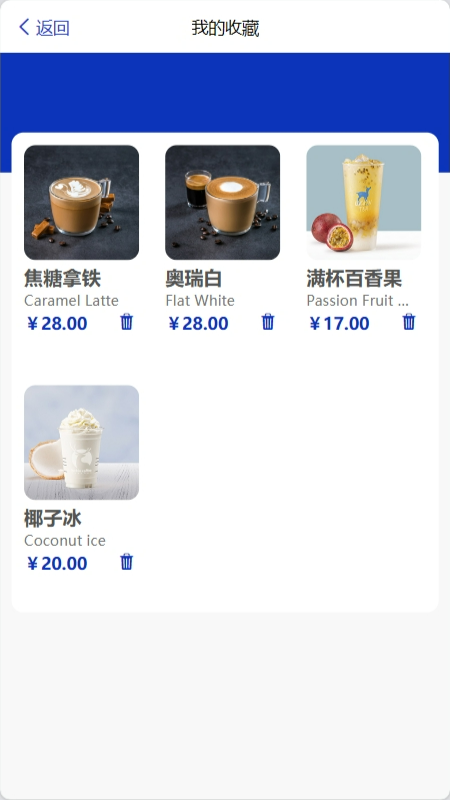 返回
我的收藏
焦糖拿铁
Caramel Latte
￥28.00
奥瑞白
Flat White
￥28.00
满杯百香果
Passion Fruit ...
￥17.00
椰子冰
Coconut ice
￥20.00